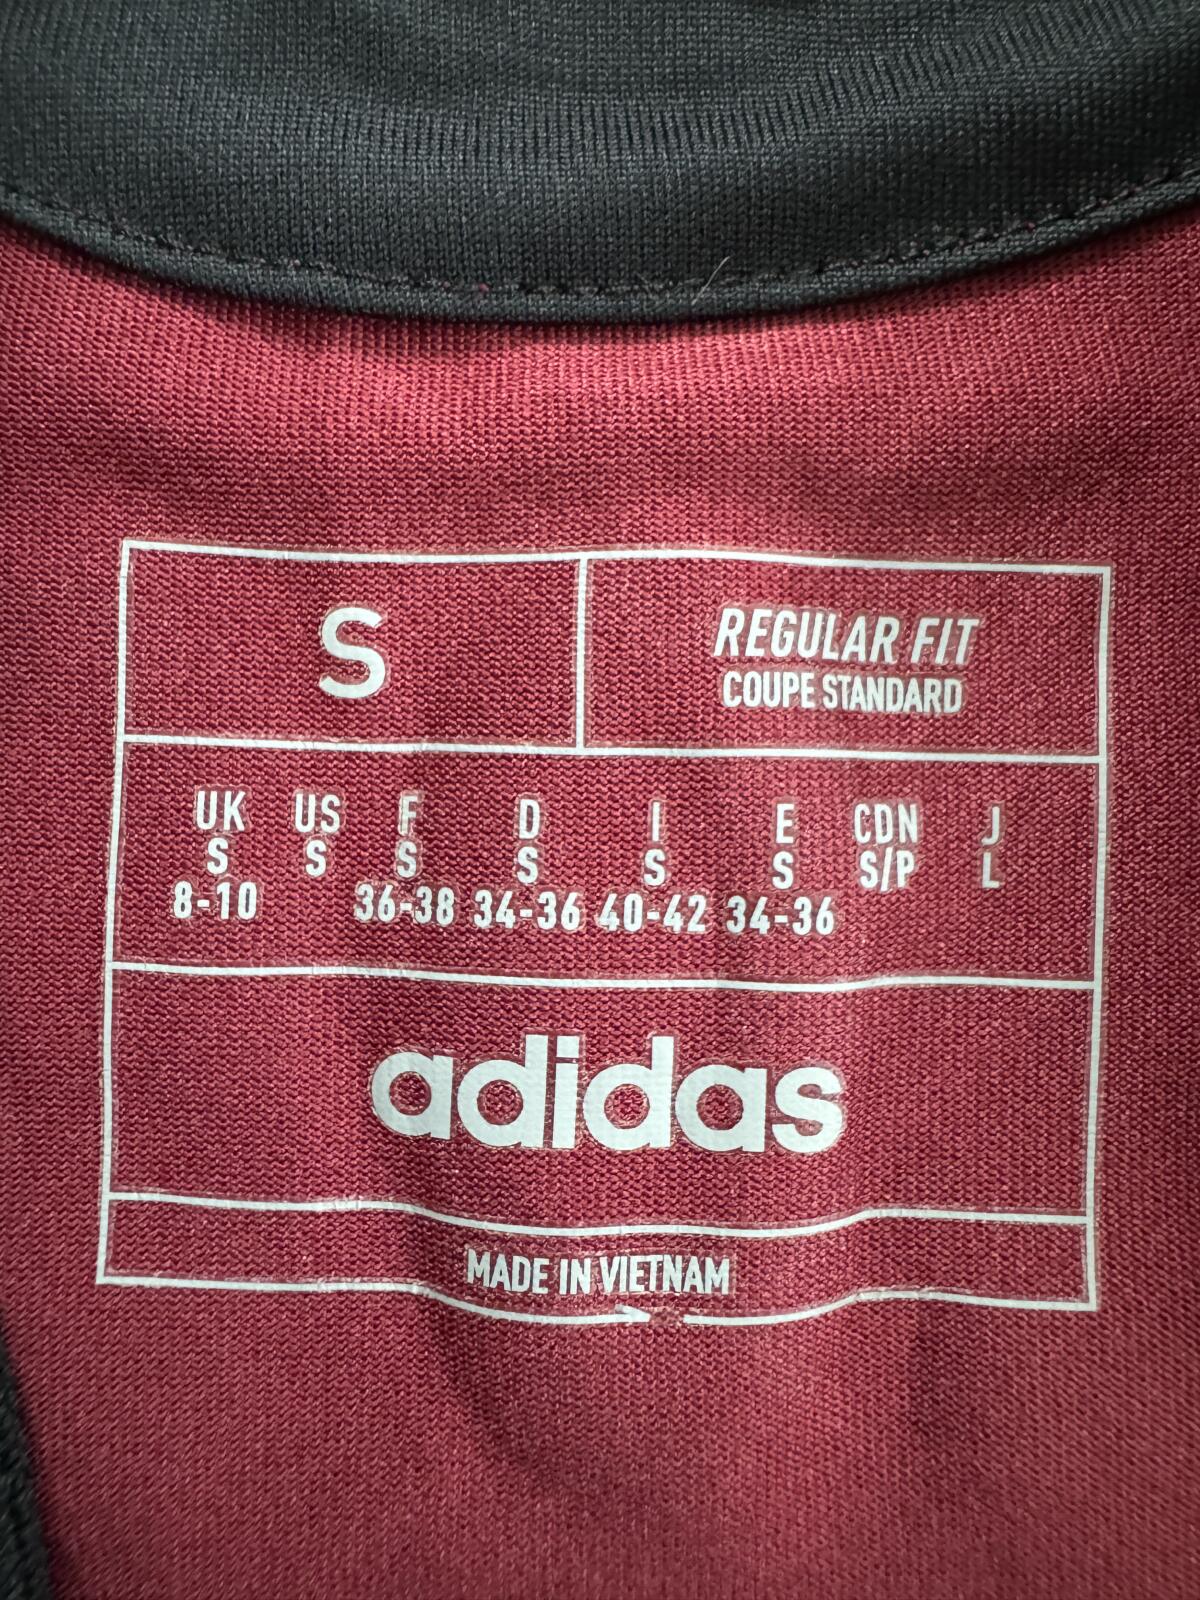 S
REGULAR FIT
COUPE STANDARD
UK US F D I E CDN J
S S S S S S S/P L
8-10 36-38 34-36 40-42 34-36
adidas
MADE IN VIETNAM